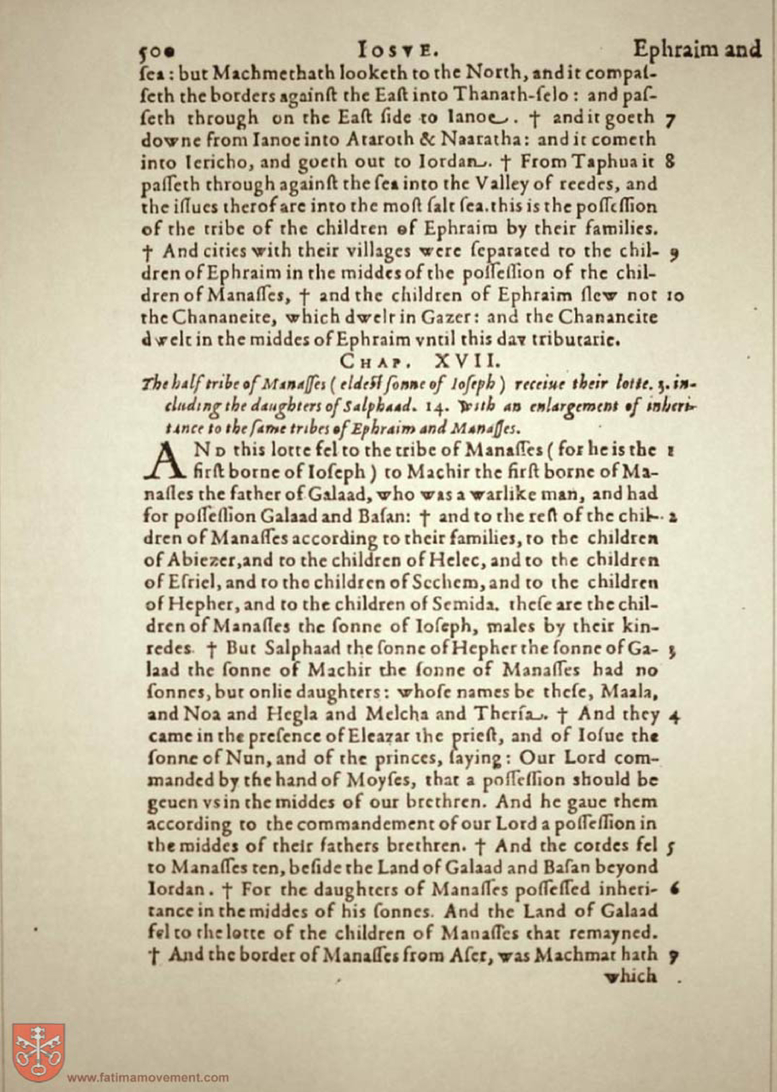 500 IOSVE. Ephraim and
ſea: but Machmethath looketh to the North, and it compaſ-
ſeth the borders againſt the Eaſt into Thanath-ſelo: and paſ-
ſeth through on the Eaſt ſide to Ianoe. † and it goeth 7
downe from Ianoe into Ataroth & Naaratha: and it cometh
into Iericho, and goeth out to Iordan. † From Taphua it 8
paſſeth through againſt the ſea into the Valley of reedes, and
the iſſues therof are into the moſt ſalt ſea. this is the poſſeſſion
of the tribe of the children of Ephraim by their families.
† And cities with their villages were ſeparated to the chil- 9
dren of Ephraim in the middes of the poſſeſſion of the chil-
dren of Manaſſes, † and the children of Ephraim ſlew not 10
the Chananeite, which dwelt in Gazer: and the Chananeite
dwelt in the middes of Ephraim vntil this day tributarie.
CHAP. XVII.
The half tribe of Manaſſes (eldeſt ſonne of Ioſeph) receiue their lotte. 3. in-
cluding the daughters of Salphaad. 14. With an enlargement of inheri-
tance to the ſame tribes of Ephraim and Manaſſes.
AND this lotte fel to the tribe of Manaſſes (for he is the 1
firſt borne of Ioſeph) to Machir the firſt borne of Ma-
naſſes the father of Galaad, who was a warlike man, and had
for poſſeſſion Galaad and Baſan: † and to the reſt of the chil- 2
dren of Manaſſes according to their families, to the children
of Abiezer, and to the children of Helec, and to the children
of Eſriel, and to the children of Sechem, and to the children
of Hepher, and to the children of Semida. theſe are the chil-
dren of Manaſſes the ſonne of Ioſeph, males by their kin-
redes. † But Salphaad the ſonne of Hepher the ſonne of Ga- 3
laad the ſonne of Machir the ſonne of Manaſſes had no
ſonnes, but onlie daughters: whoſe names be theſe, Maala,
and Noa and Hegla and Melcha and Therſa. † And they 4
came in the preſence of Eleazar the prieſt, and of Ioſue the
ſonne of Nun, and of the princes, ſaying: Our Lord com-
manded by the hand of Moyſes, that a poſſeſſion should be
geuen vs in the middes of our brethren. And he gaue them
according to the commandement of our Lord a poſſeſſion in
the middes of their fathers brethren. † And the cordes fel 5
to Manaſſes ten, beſide the Land of Galaad and Baſan beyond
Iordan. † For the daughters of Manaſſes poſſeſſed inheri- 6
tance in the middes of his ſonnes. And the Land of Galaad
fel to the lotte of the children of Manaſſes that remayned.
† And the border of Manaſſes from Aſer, was Machmathath 7
which
www.fatimamovement.com